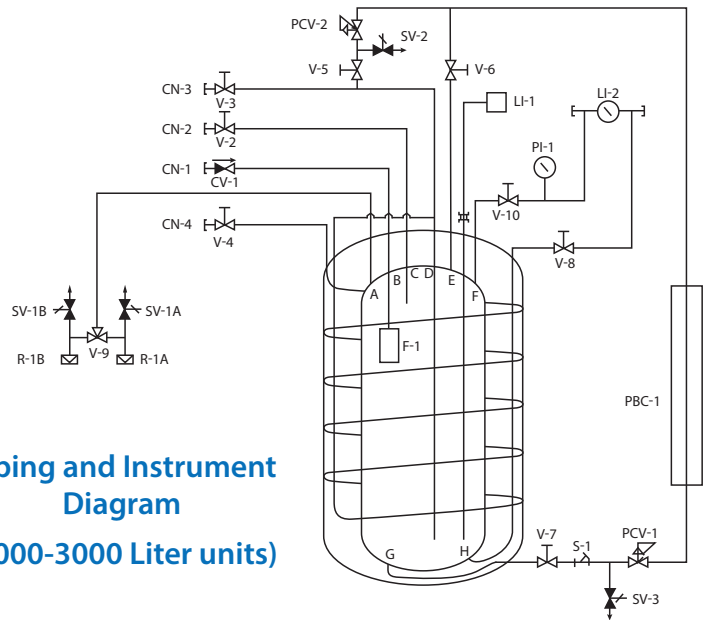 PCV-2
SV-2
V-5
V-6
CN-3
V-3
LI-1
LI-2
CN-2
V-2
PI-1
CN-1
CV-1
V-10
CN-4
V-4
V-8
A
B
C
D
E
F
SV-1B
SV-1A
V-9
R-1B
R-1A
F-1
PBC-1
ping and Instrument
Diagram
000-3000 Liter units)
G
H
V-7
S-1
PCV-1
SV-3